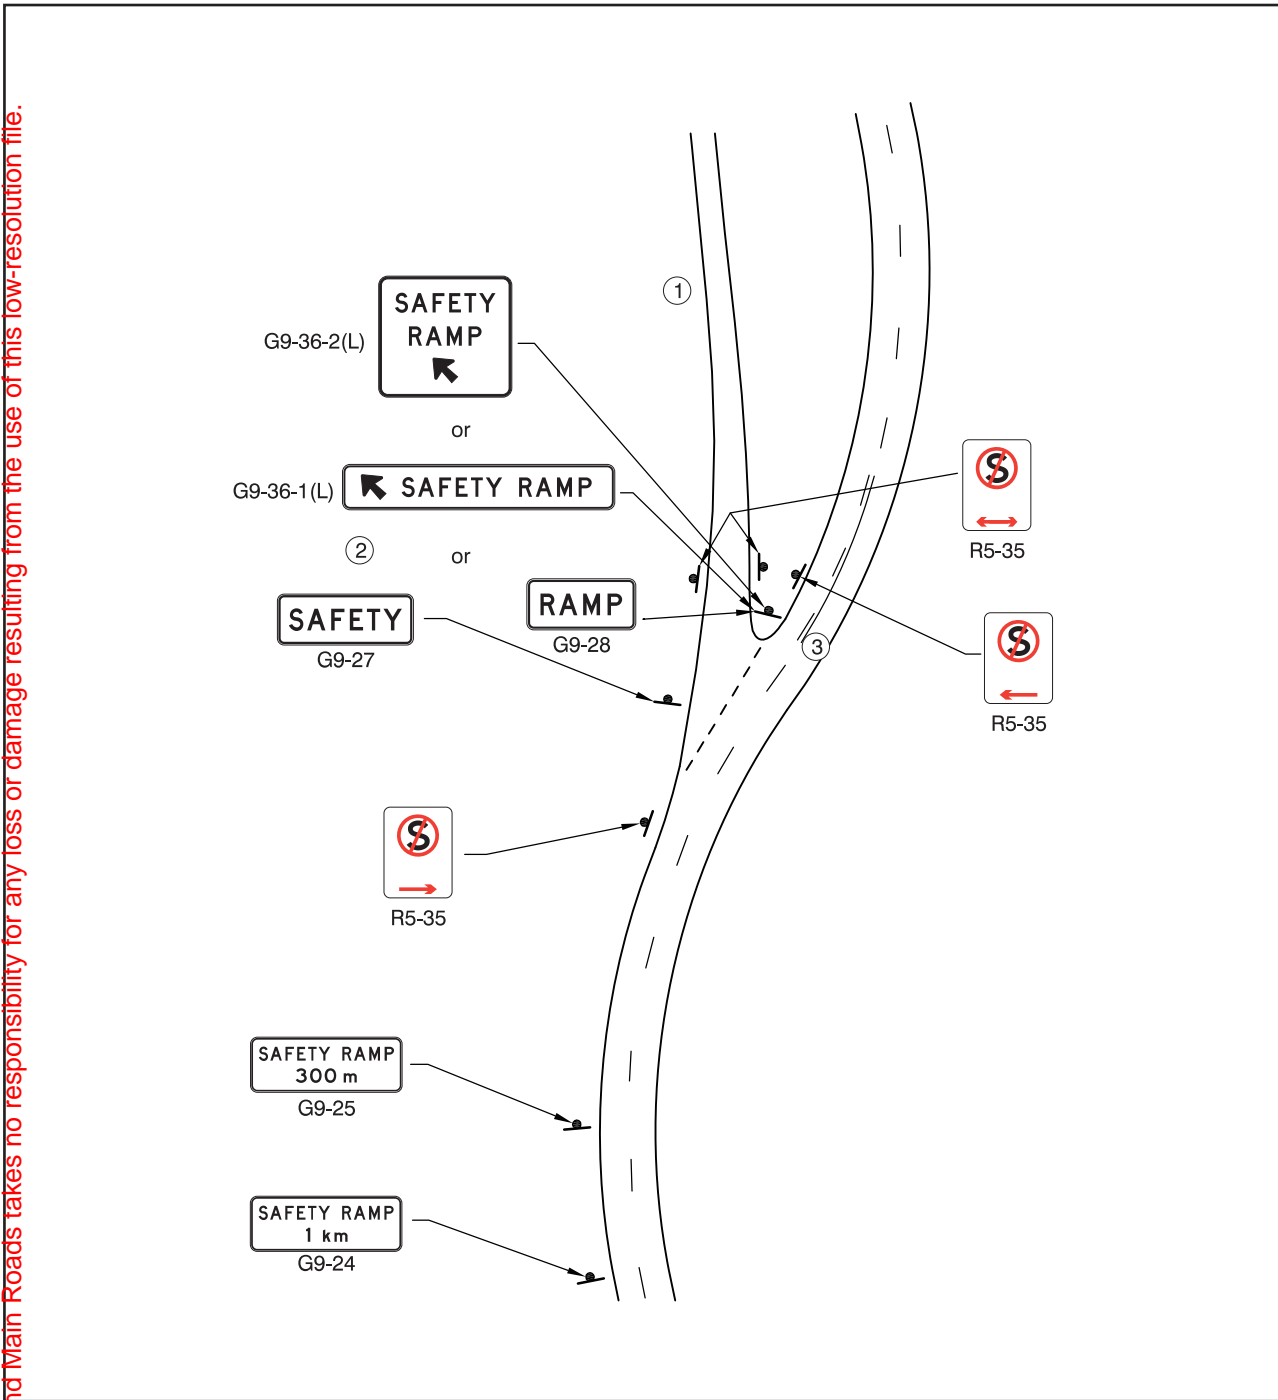 nd Main Roads takes no responsibility for any loss or damage resulting from the use of this low-resolution file.
1
SAFETY
RAMP
G9-36-2(L)
or
G9-36-1(L)
SAFETY RAMP
2
or
SAFETY
G9-27
RAMP
G9-28
S
R5-35
3
S
R5-35
S
R5-35
SAFETY RAMP
300 m
G9-25
SAFETY RAMP
1 km
G9-24